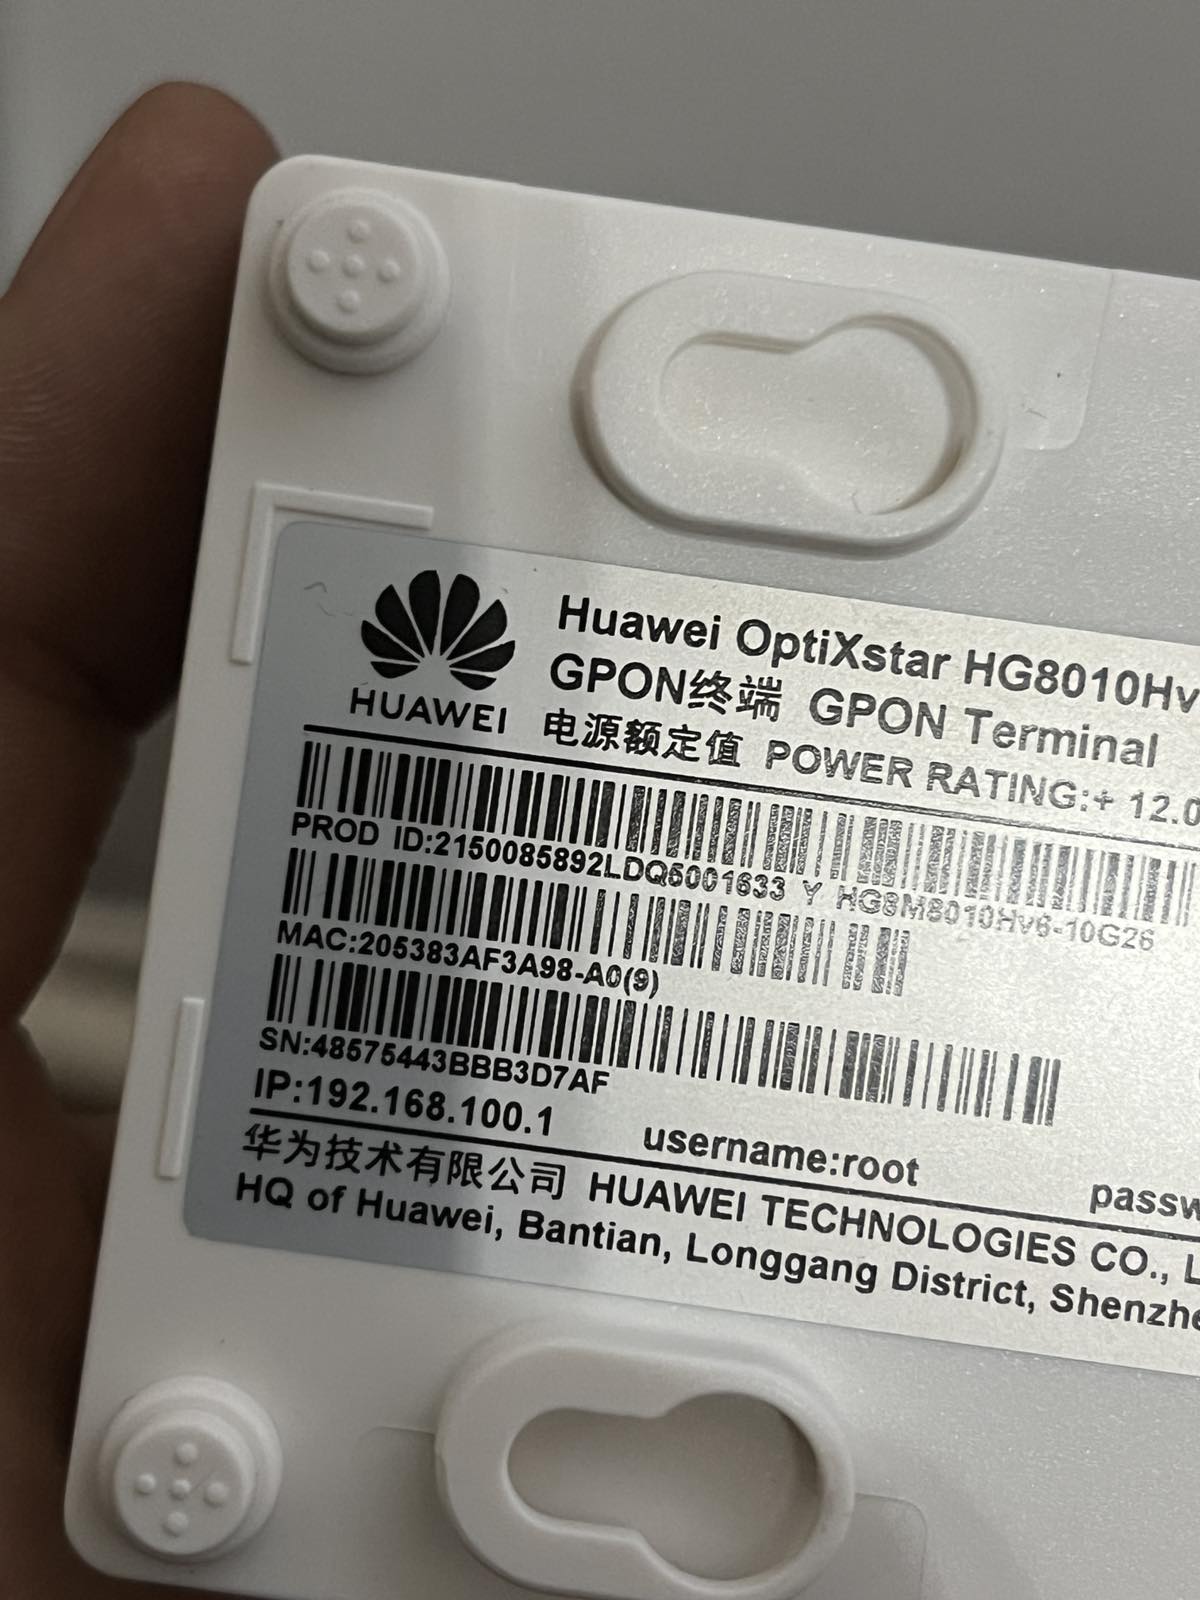 HUAWEI
Huawei OptiXstar HG8010Hv
GPON终端 GPON Terminal
电源额定值 POWER RATING:+ 12.0
PROD ID:2150085892LDQ5001633 Y HG8M8010Hv6-10G26
MAC:205383AF3A98-A0(9)
SN:48575443BBB3D7AF
IP:192.168.100.1 username:root passw
华为技术有限公司 HUAWEI TECHNOLOGIES CO., L
HQ of Huawei, Bantian, Longgang District, Shenzhe